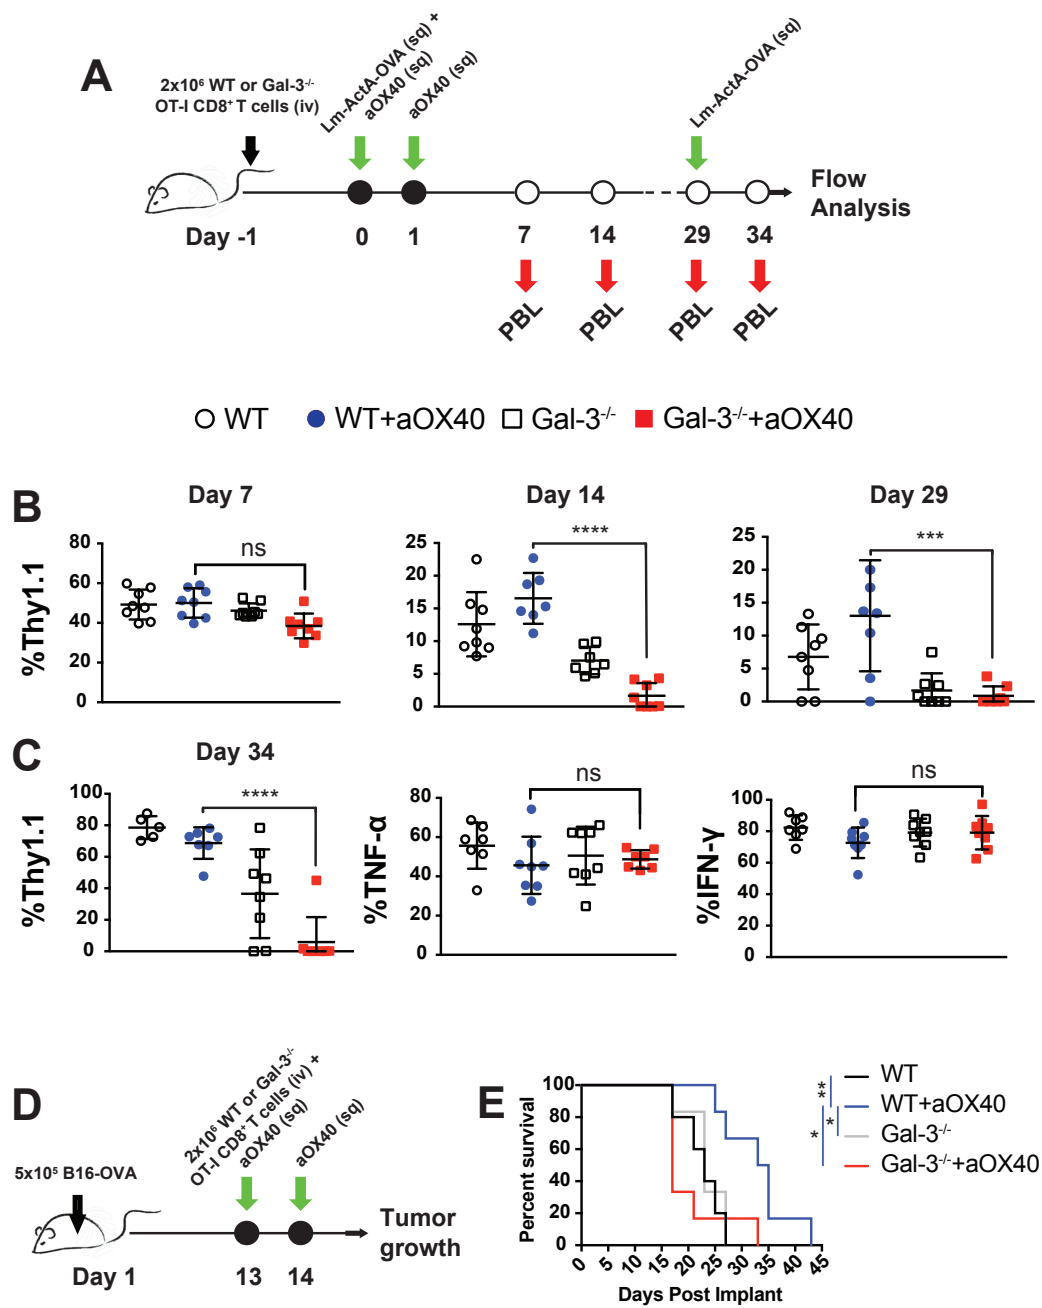 A
2x10⁶ WT or Gal-3⁻/⁻
OT-I CD8⁺ T cells (iv)
Lm-ActA-OVA (sq) +
aOX40 (sq)
aOX40 (sq)
Lm-ActA-OVA (sq)
Flow
Analysis
Day -1
0
1
7
14
29
34
PBL
PBL
PBL
PBL
WT
WT+aOX40
Gal-3⁻/⁻
Gal-3⁻/⁻+aOX40
B
Day 7
%Thy1.1
80
60
40
20
0
ns
Day 14
25
20
15
10
5
0
****
Day 29
25
20
15
10
5
0
***
C
Day 34
%Thy1.1
100
80
60
40
20
0
****
%TNF-α
80
60
40
20
0
ns
%IFN-γ
100
80
60
40
20
0
ns
D
5x10⁵ B16-OVA
2x10⁶ WT or Gal-3⁻/⁻
OT-I CD8⁺ T cells (iv) +
aOX40 (sq)
aOX40 (sq)
Tumor
growth
Day 1
13
14
E
Percent survival
100
80
60
40
20
0
0
5
10
15
20
25
30
35
40
45
Days Post Implant
WT
WT+aOX40
Gal-3⁻/⁻
Gal-3⁻/⁻+aOX40
**
*
*